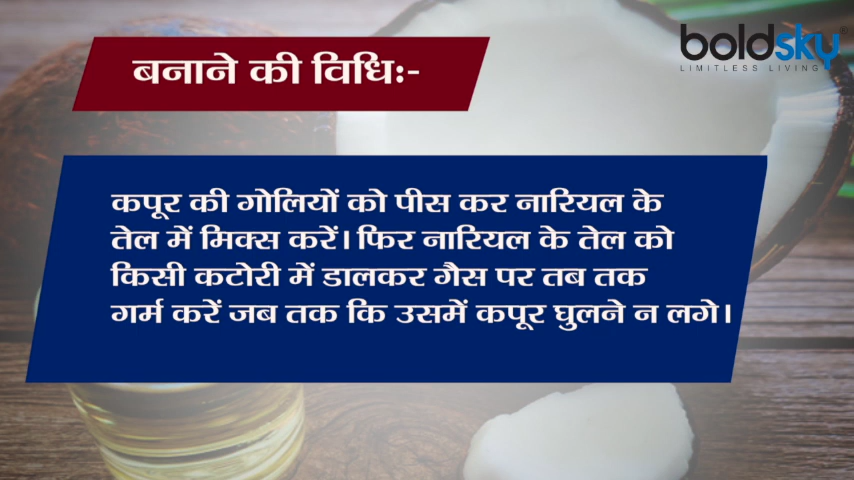 boldsky
LIMITLESS LIVING
बनाने की विधिः-
कपूर की गोलियों को पीस कर नारियल के
तेल में मिक्स करें। फिर नारियल के तेल को
किसी कटोरी में डालकर गैस पर तब तक
गर्म करें जब तक कि उसमें कपूर घुलने न लगे।